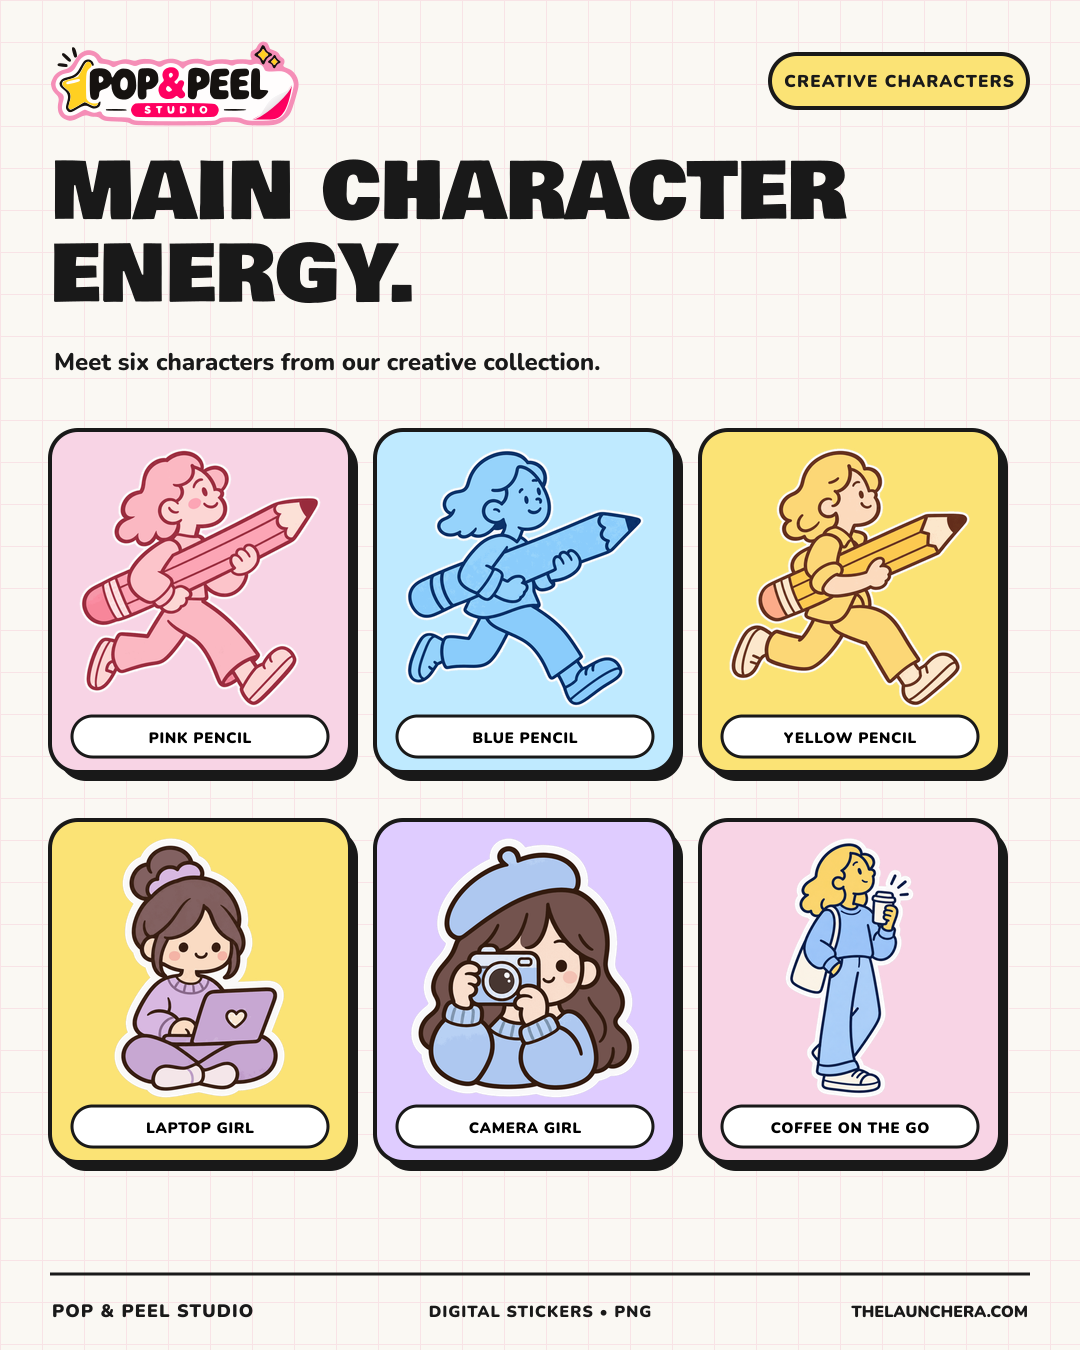 POP&PEEL
STUDIO
CREATIVE CHARACTERS
MAIN CHARACTER
ENERGY.
Meet six characters from our creative collection.
PINK PENCIL
BLUE PENCIL
YELLOW PENCIL
LAPTOP GIRL
CAMERA GIRL
COFFEE ON THE GO
POP & PEEL STUDIO
DIGITAL STICKERS • PNG
THELAUNCHERA.COM